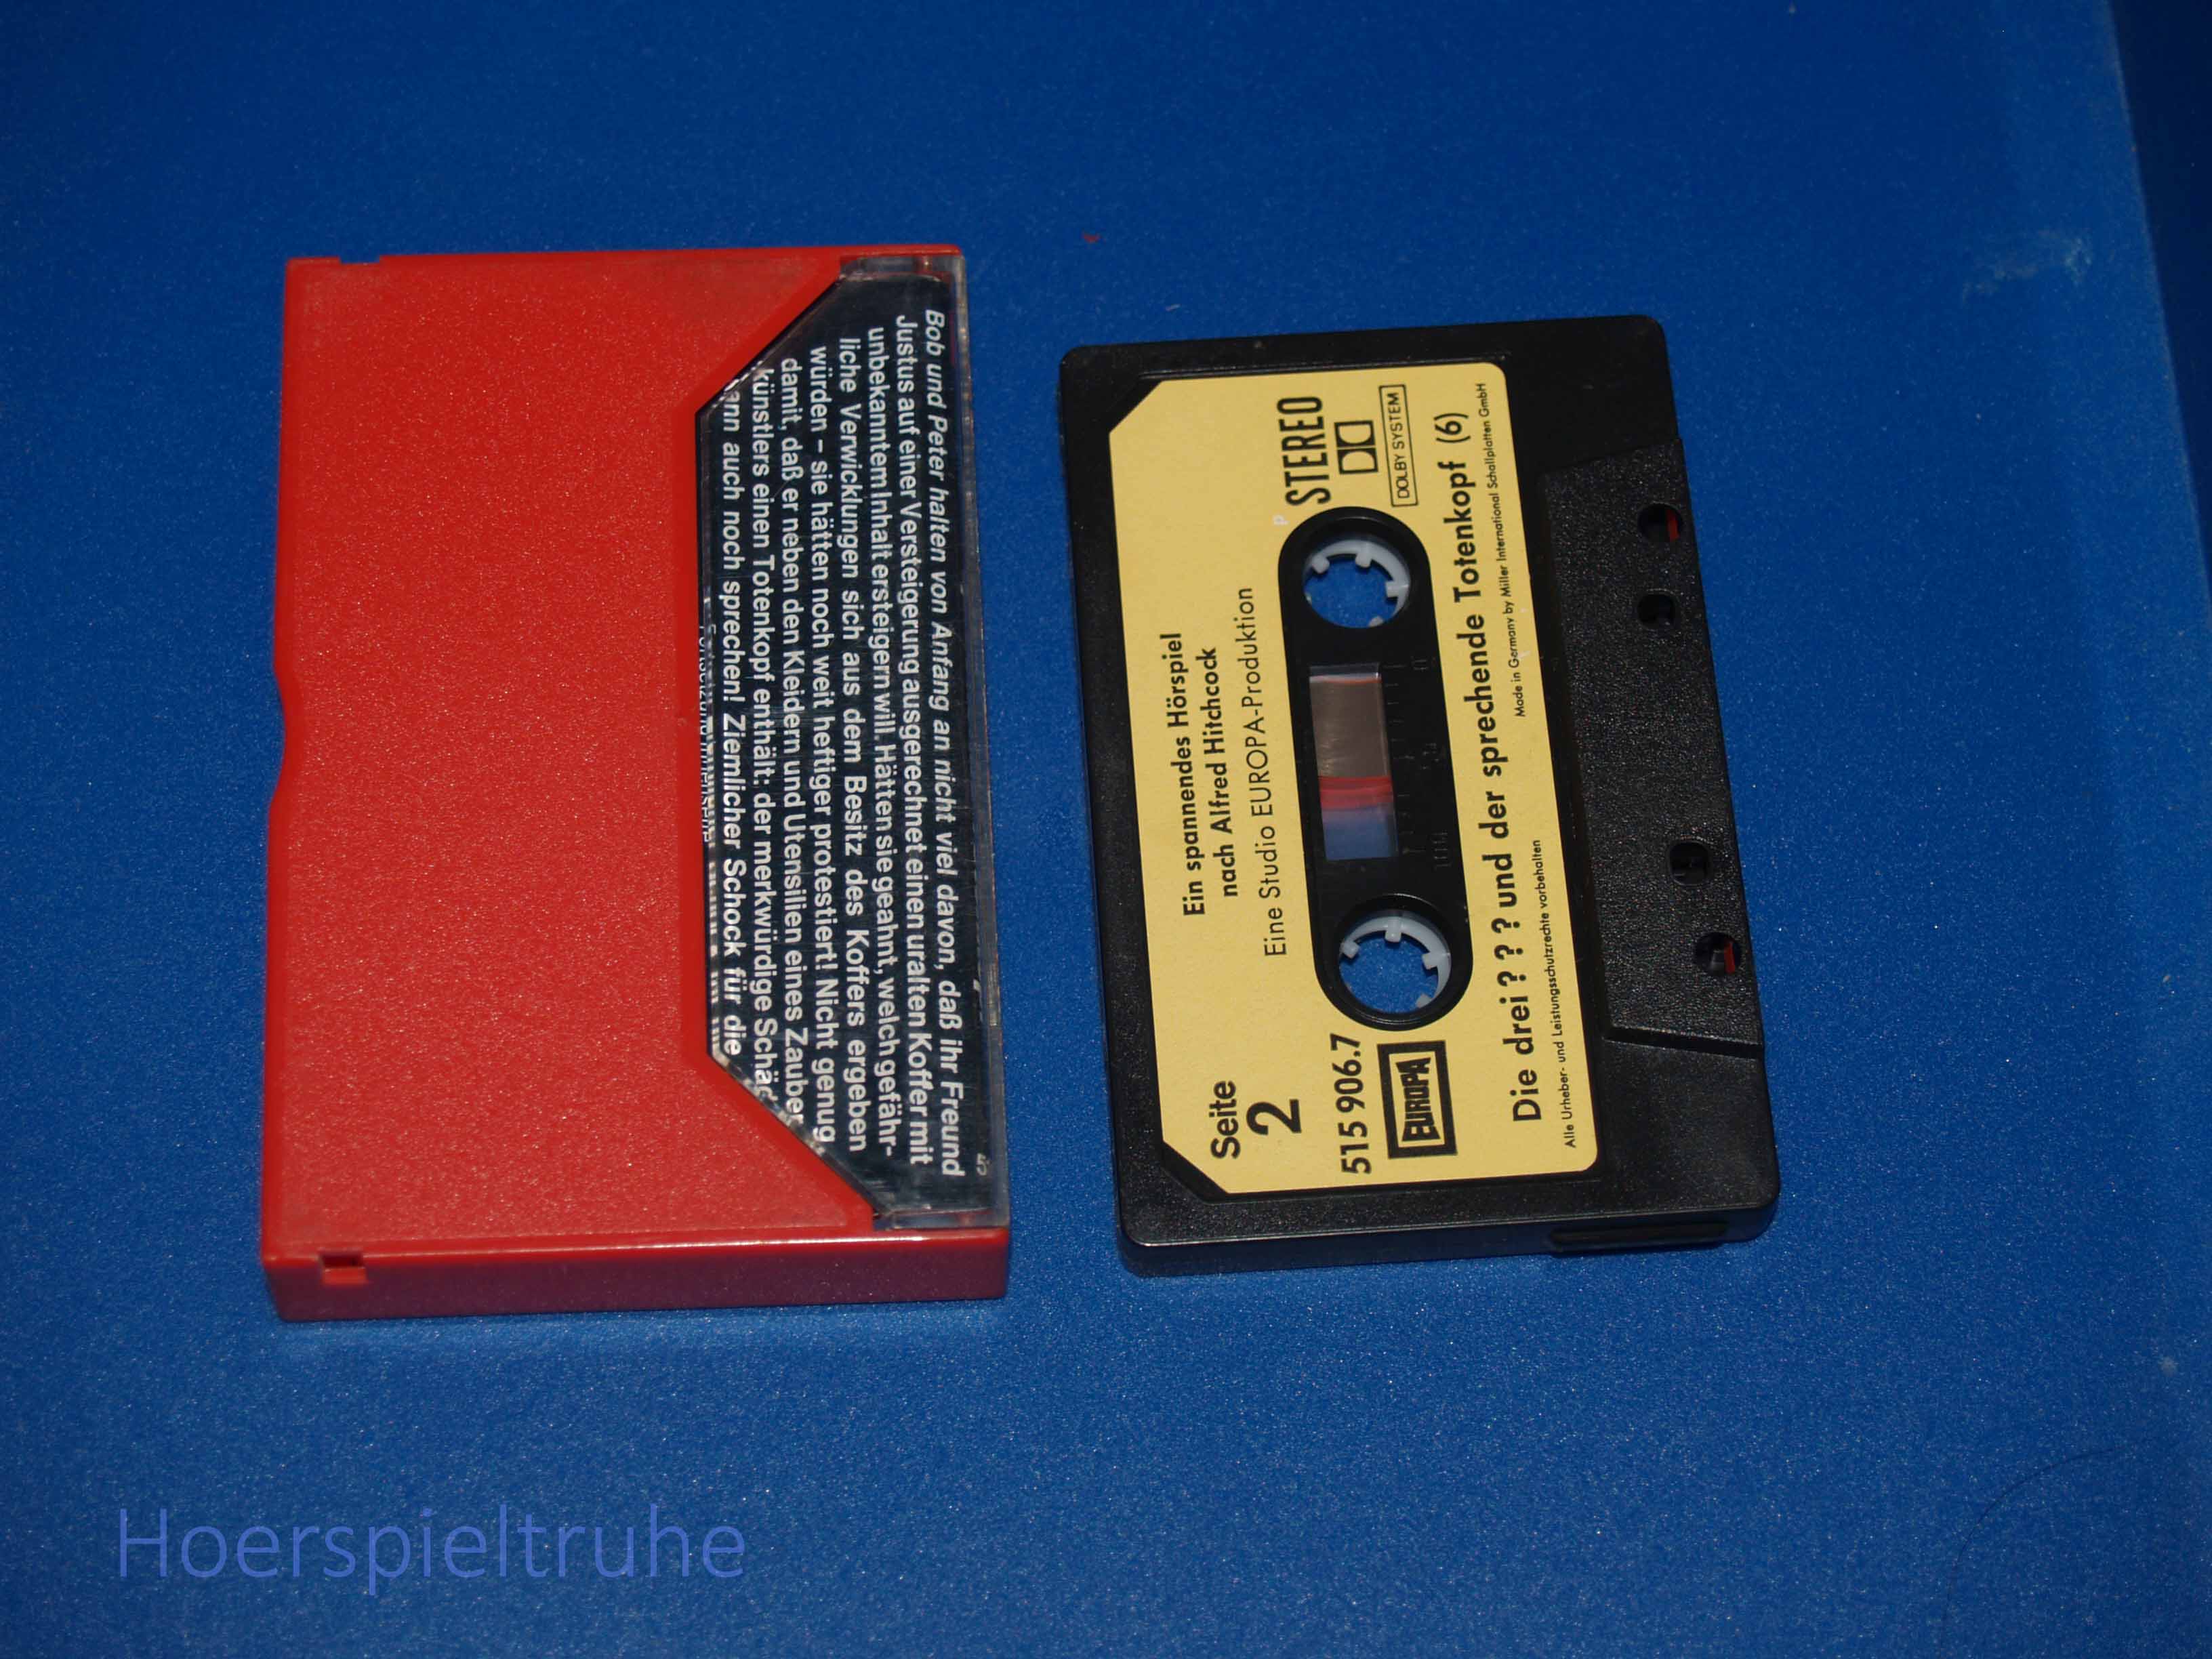 Bob und Peter halten von Anfang an nicht viel davon, daß ihr Freund
Justus auf einer Versteigerung ausgerechnet einen uralten Koffer mit
unbekanntem Inhalt ersteigern will. Hätten sie geahnt, welch gefähr-
liche Verwicklungen sich aus dem Besitz des Koffers ergeben
würden – sie hätten noch weit heftiger protestiert! Nicht genug
damit, daß er neben den Kleidern und Utensilien eines Zauber
künstlers einen Totenkopf enthält: der merkwürdige
auch noch sprechen! Ziemlicher Schock für die
Ein spannendes Hörspiel
nach Alfred Hitchcock
Eine Studio EUROPA-Produktion
Seite
2
P
STEREO
DOLBY SYSTEM
515 906.7
EUROPA
Die drei ? ? ? und der sprechende Totenkopf (6)
Alle Urheber- und Leistungsschutzrechte vorbehalten
Made in Germany by Miller International Schallplatten GmbH
Hoerspieltruhe